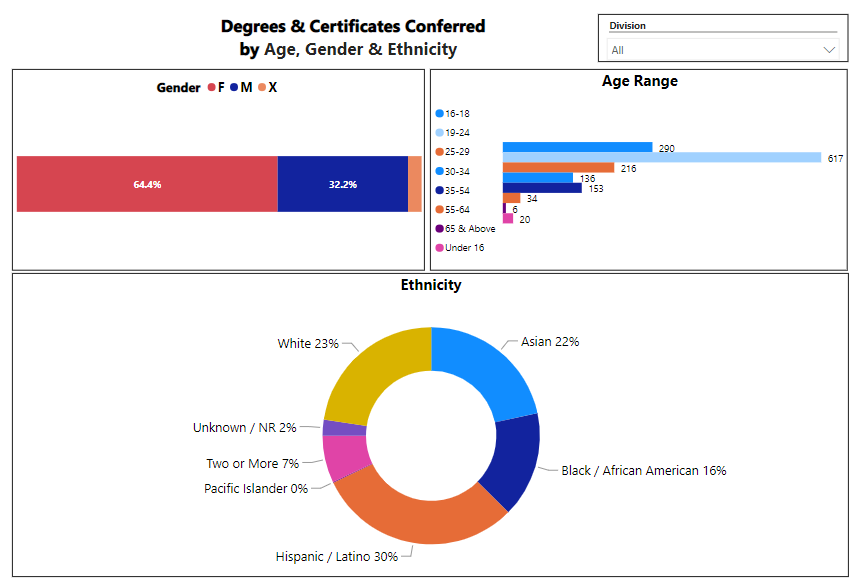 Degrees & Certificates Conferred
by Age, Gender & Ethnicity
Division
All
Gender F M X
64.4%
32.2%
Age Range
16-18
19-24
25-29
30-34
35-54
55-64
65 & Above
Under 16
290
617
216
136
153
34
6
20
Ethnicity
White 23%
Asian 22%
Unknown / NR 2%
Two or More 7%
Black / African American 16%
Pacific Islander 0%
Hispanic / Latino 30%